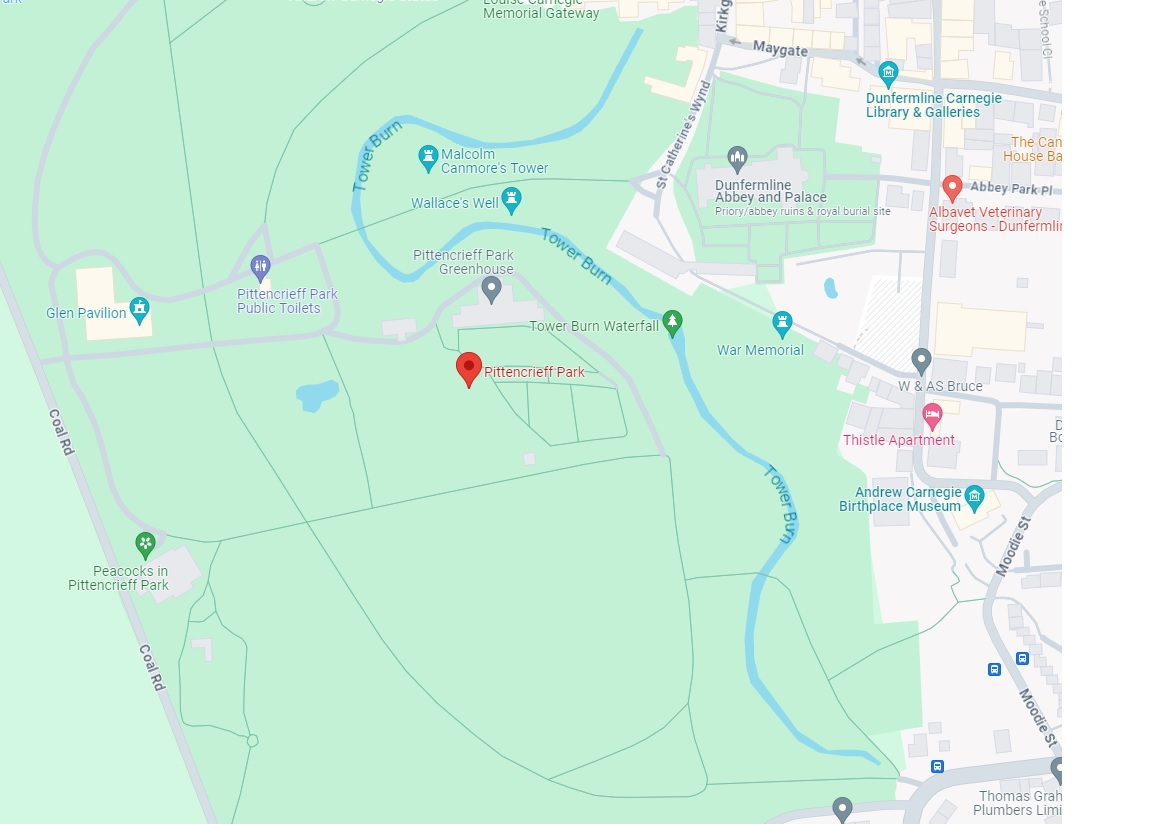 Memorial Gateway
Kirkg
Maygate
e School Cl
Dunfermline Carnegie
Library & Galleries
St Catherine's Wynd
Tower Burn
Malcolm
Canmore's Tower
Wallace's Well
The Can
House Ba
Dunfermline
Abbey and Palace
Priory/abbey ruins & royal burial site
Abbey Park Pl
Albavet Veterinary
Surgeons - Dunfermlin
Tower Burn
Pittencrieff Park
Greenhouse
Pittencrieff Park
Public Toilets
Glen Pavilion
Tower Burn Waterfall
War Memorial
Pittencrieff Park
W & AS Bruce
Coal Rd
Thistle Apartment
D
Bo
Tower Burn
Andrew Carnegie
Birthplace Museum
Moodie St
Peacocks in
Pittencrieff Park
Coal Rd
Moodie St
Thomas Grah
Plumbers Limi